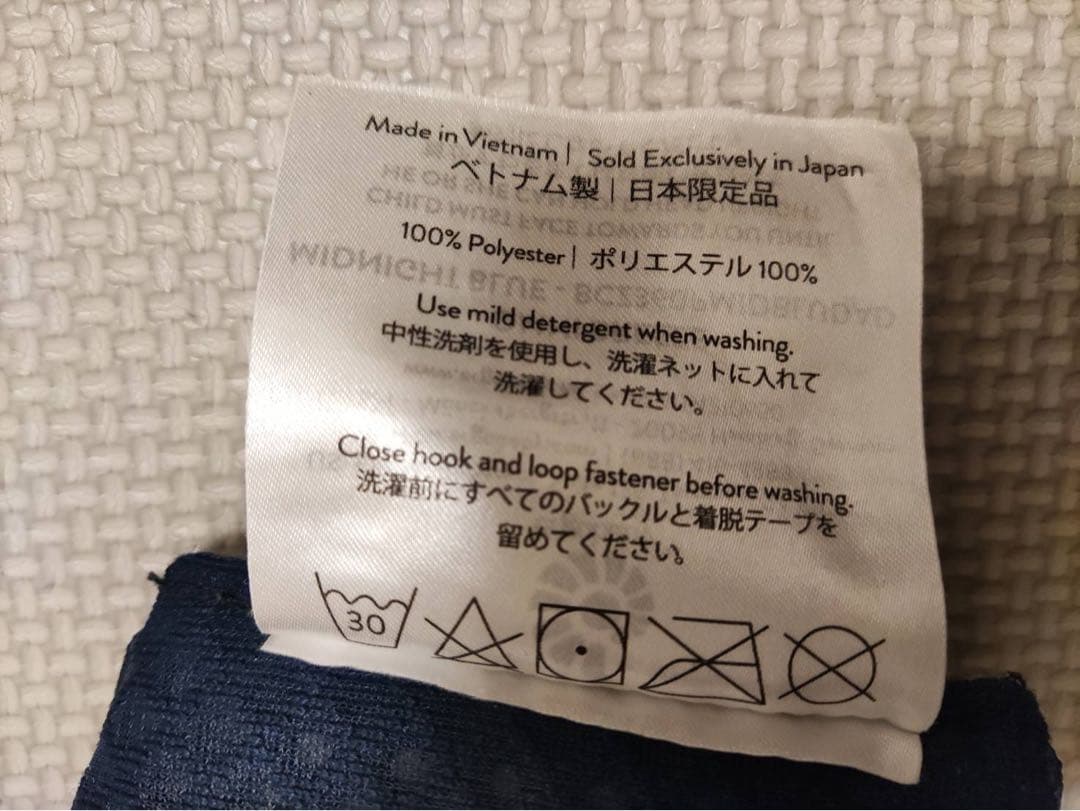 Made in Vietnam | Sold Exclusively in Japan
ベトナム製 | 日本限定品
100% Polyester | ポリエステル 100%
Use mild detergent when washing.
中性洗剤を使用し、洗濯ネットに入れて
洗濯してください。
Close hook and loop fastener before washing.
洗濯前にすべてのバックルと着脱テープを
留めてください。
30